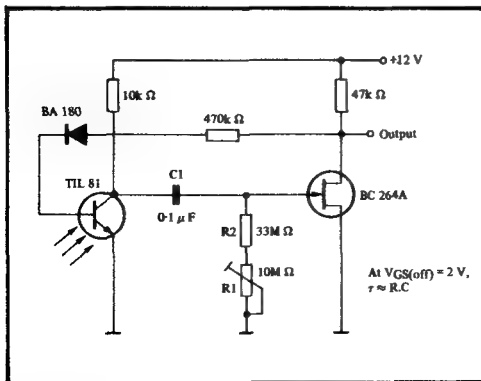 +12 V
10k Ω
47k Ω
BA 180
470k Ω
Output
TIL 81
C1
BC 264A
0·1 μF
R2
33M Ω
10M Ω
R1
At VGS(off) = 2 V,
τ ≈ R.C